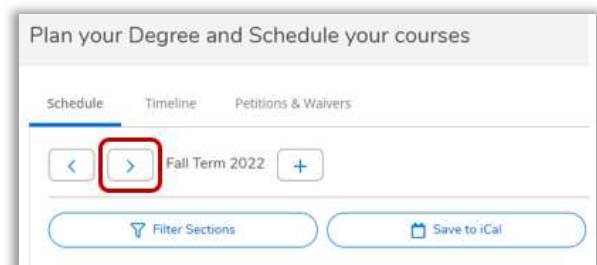 Plan your Degree and Schedule your courses
Schedule Timeline Petitions & Waivers
< > Fall Term 2022 +
Filter Sections Save to iCal